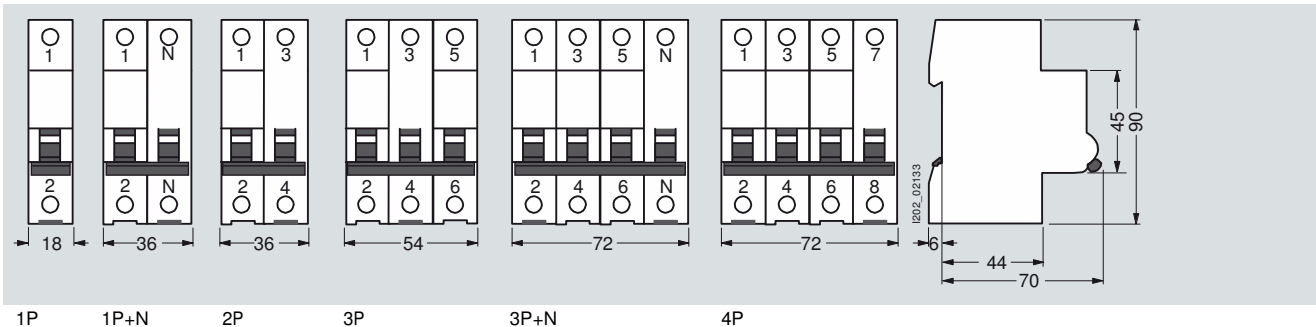 1 1 N 1 3 1 3 5 1 3 5 N 1 3 5 7
2 2 N 2 4 2 4 6 2 4 6 N 2 4 6 8
45
90
I202_02133
18 36 36 54 72 72 6
44
70
1P 1P+N 2P 3P 3P+N 4P